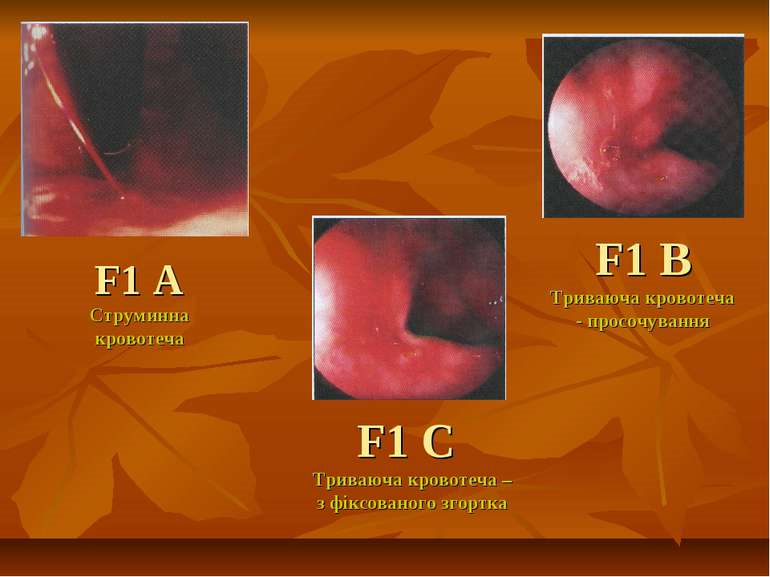 F1 A
Струминна
кровотеча
F1 B
Триваюча кровотеча
- просочування
F1 C
Триваюча кровотеча –
з фіксованого згортка